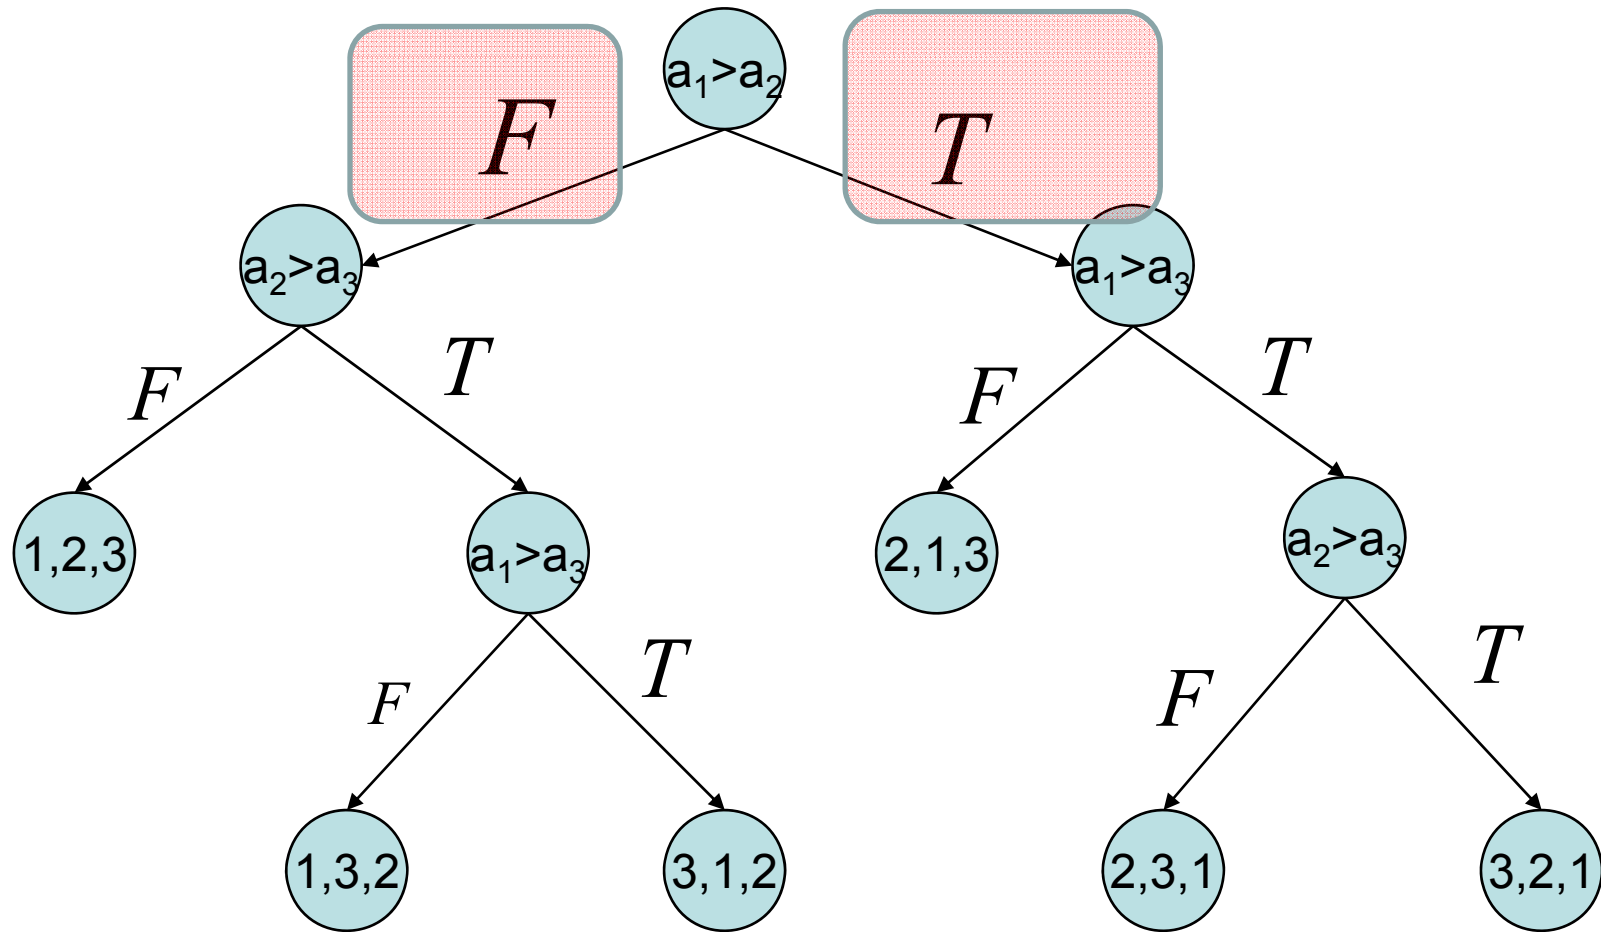 a₁>a₂
F
T
a₂>a₃
a₁>a₃
F
T
F
T
1,2,3
a₁>a₃
2,1,3
a₂>a₃
F
T
F
T
1,3,2
3,1,2
2,3,1
3,2,1